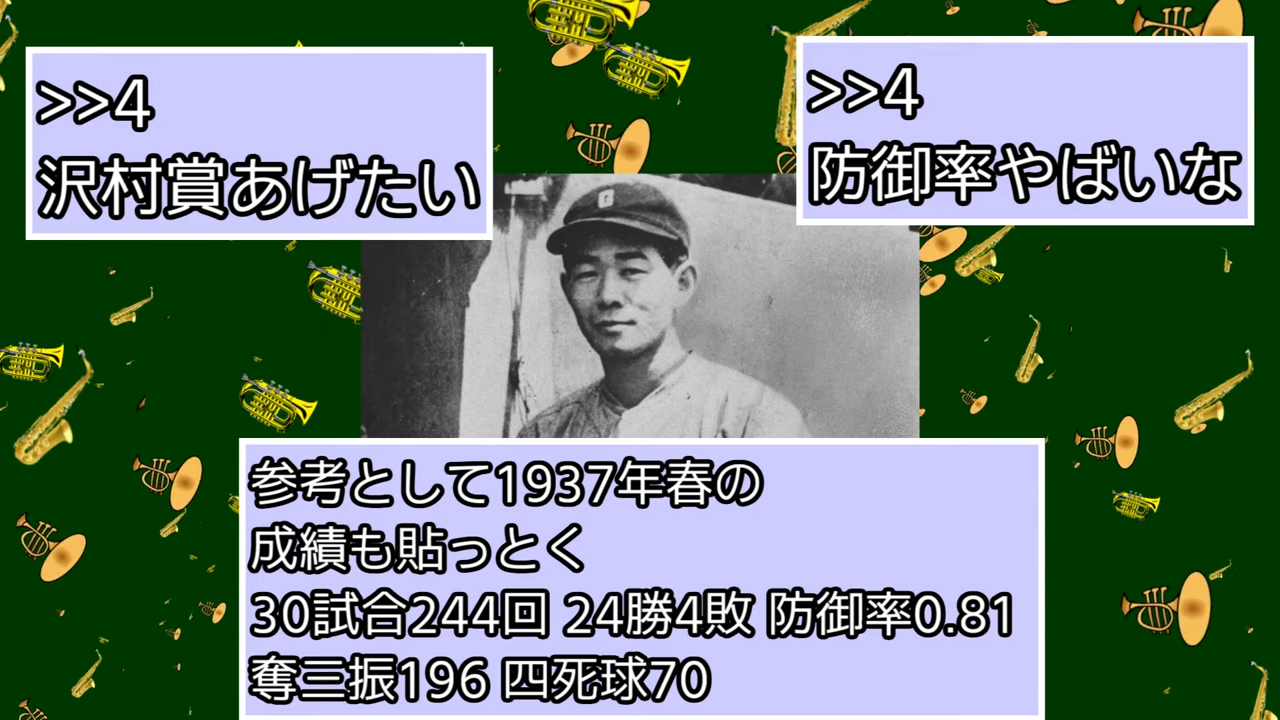 >>4
沢村賞あげたい
>>4
防御率やばいな
参考として1937年春の
成績も貼っとく
30試合244回 24勝4敗 防御率0.81
奪三振196 四死球70